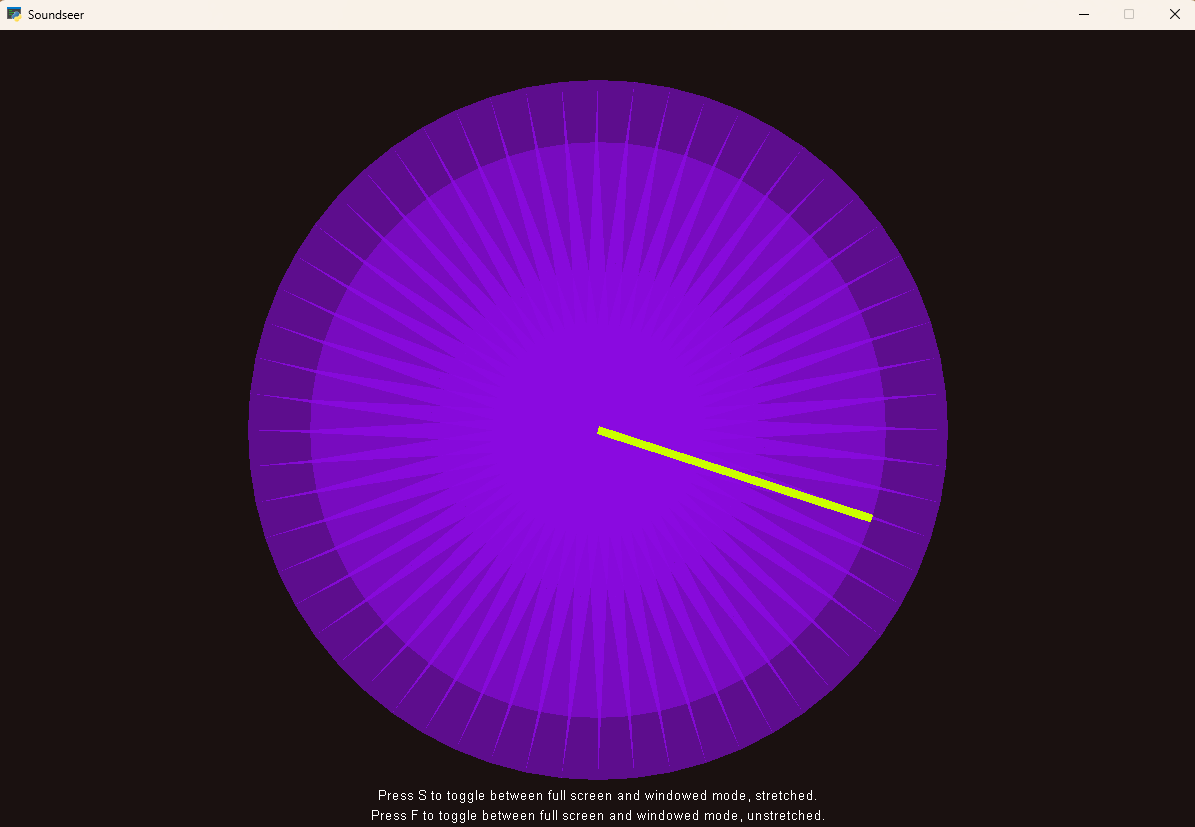 Soundseer
Press S to toggle between full screen and windowed mode, stretched.
Press F to toggle between full screen and windowed mode, unstretched.